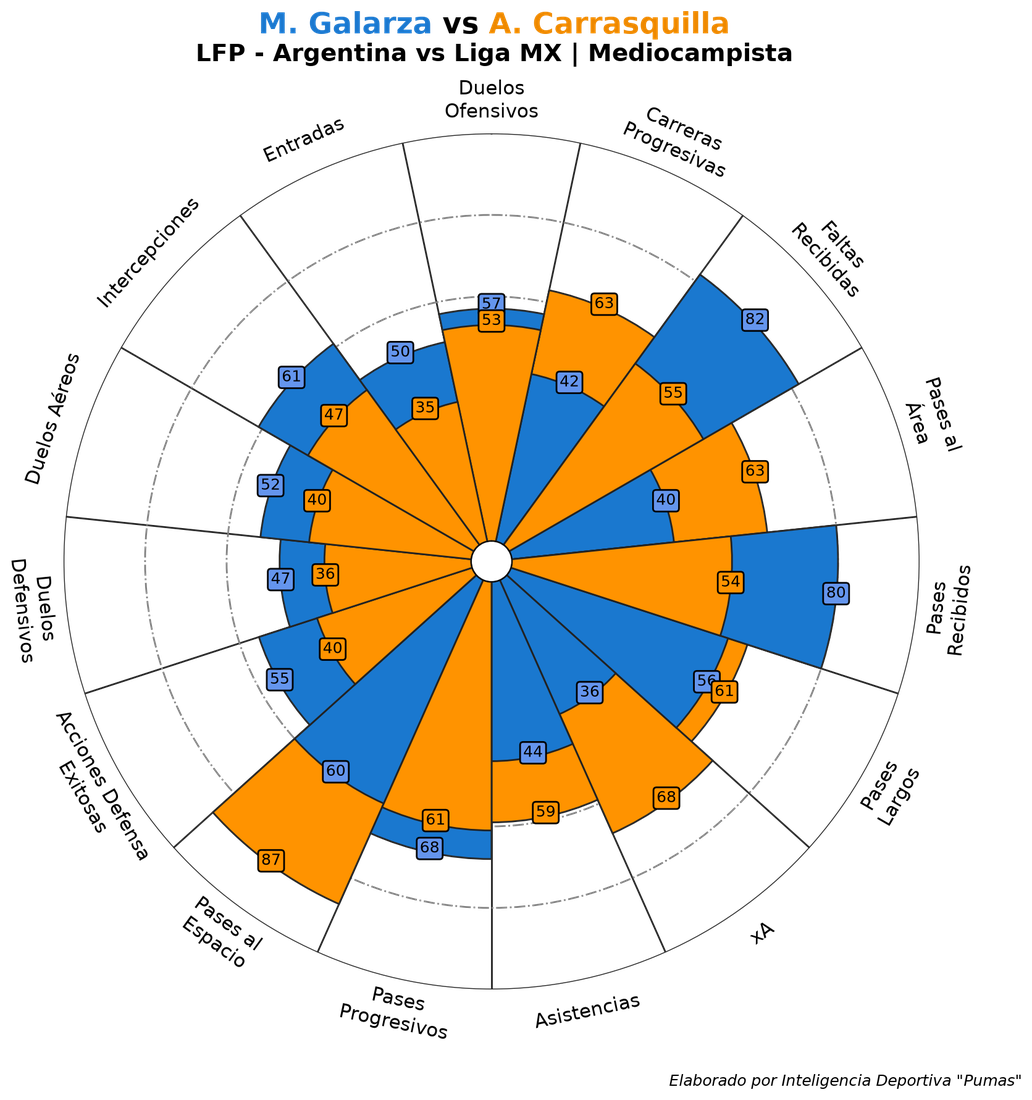 M. Galarza vs A. Carrasquilla
LFP - Argentina vs Liga MX | Mediocampista
Duelos
Ofensivos
57
53
Carreras
Progresivas
63
42
Faltas
Recibidas
82
55
Pases al
Área
63
40
Pases
Recibidos
80
54
Pases
Largos
56
61
xA
36
68
Asistencias
44
59
Pases
Progresivos
61
68
Pases al
Espacio
60
87
Acciones Defensa
Exitosas
40
55
Duelos
Defensivos
47
36
Duelos Aéreos
52
40
Intercepciones
61
47
Entradas
50
35
Elaborado por Inteligencia Deportiva "Pumas"